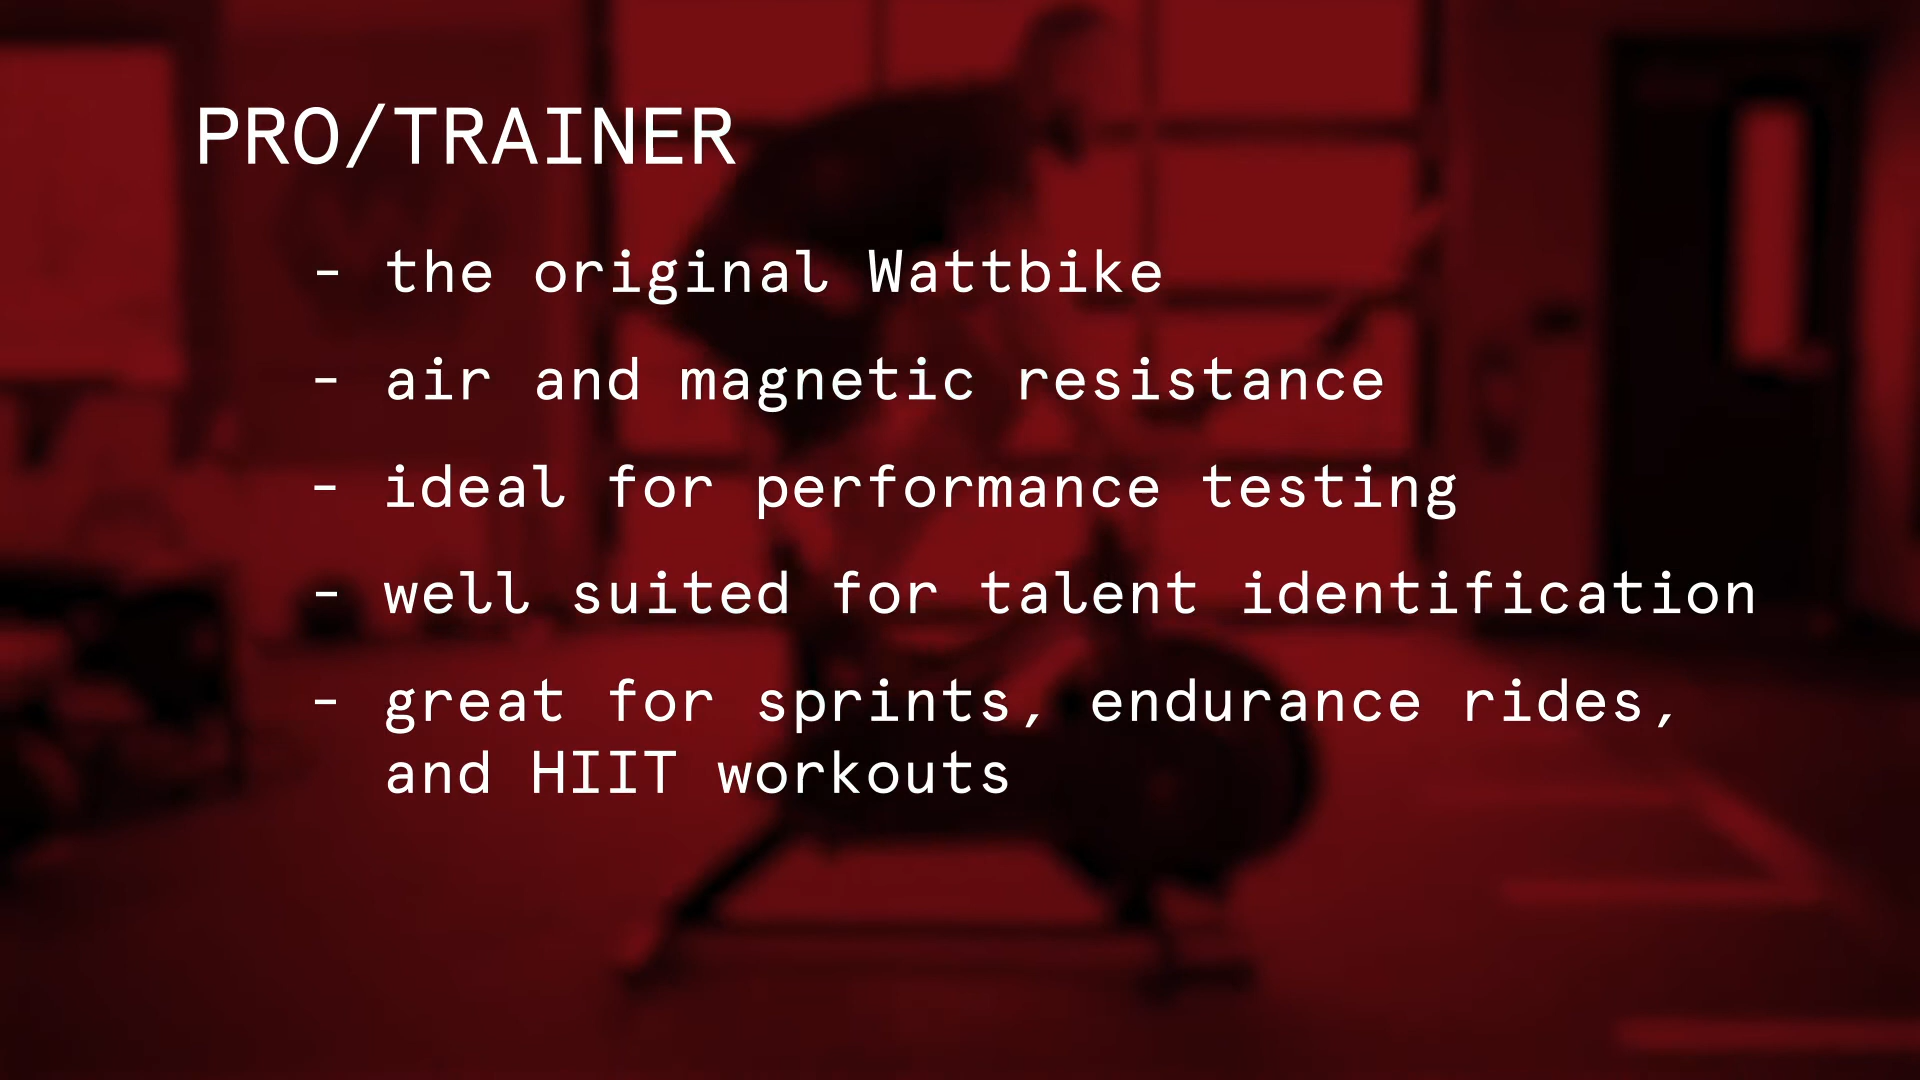 PRO/TRAINER
- the original Wattbike
- air and magnetic resistance
- ideal for performance testing
- well suited for talent identification
- great for sprints, endurance rides,
and HIIT workouts